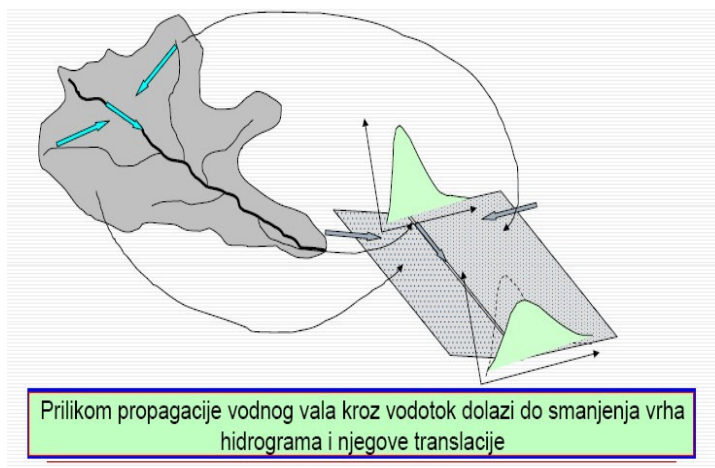 Prilikom propagacije vodnog vala kroz vodotok dolazi do smanjenja vrha
hidrograma i njegove translacije